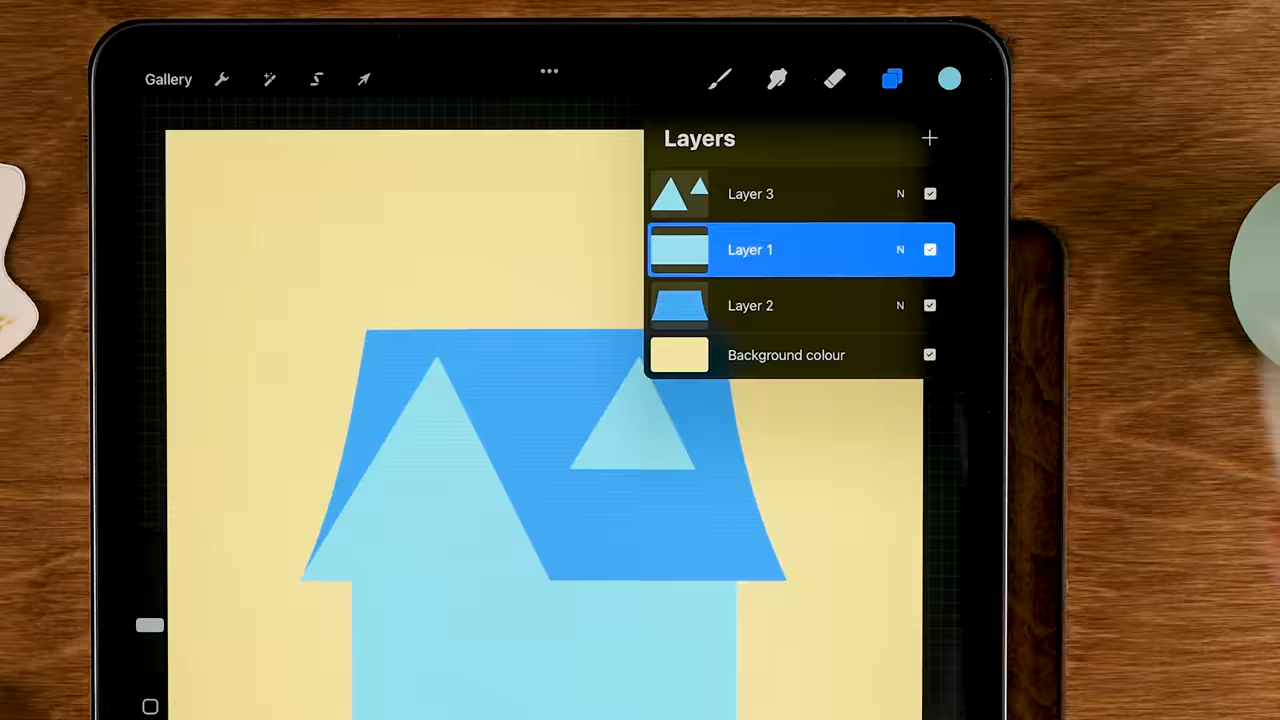 Gallery
Layers
Layer 3 N
Layer 1 N
Layer 2 N
Background colour